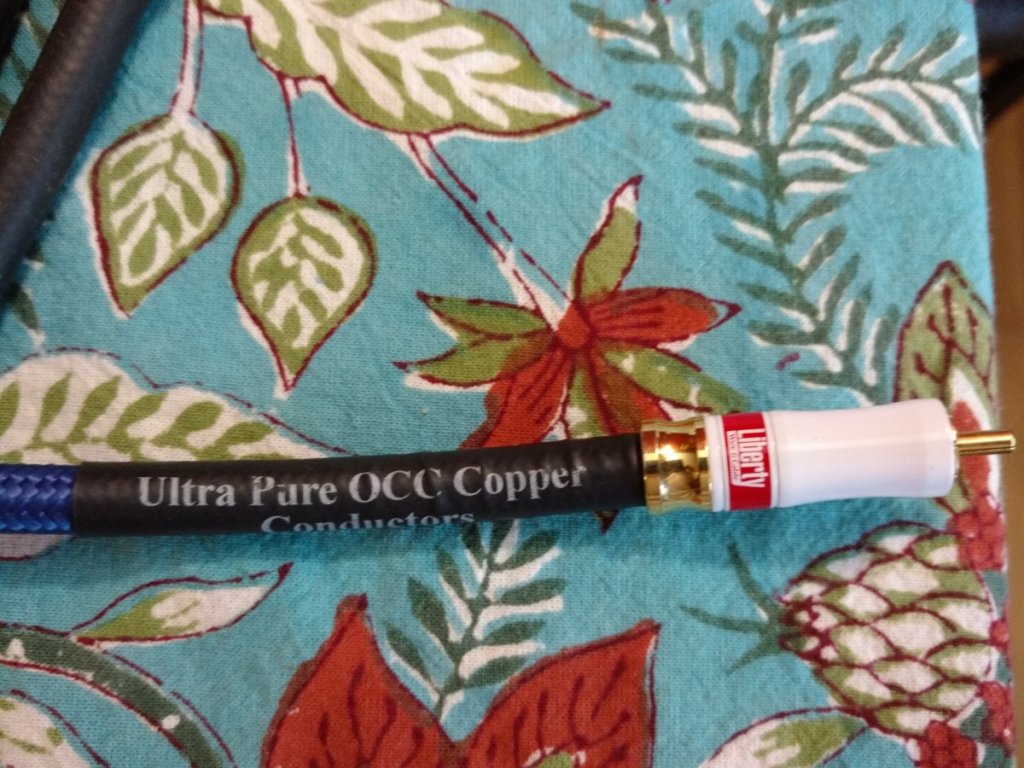 Ultra Pure OCC Copper
Conductors
Liberty